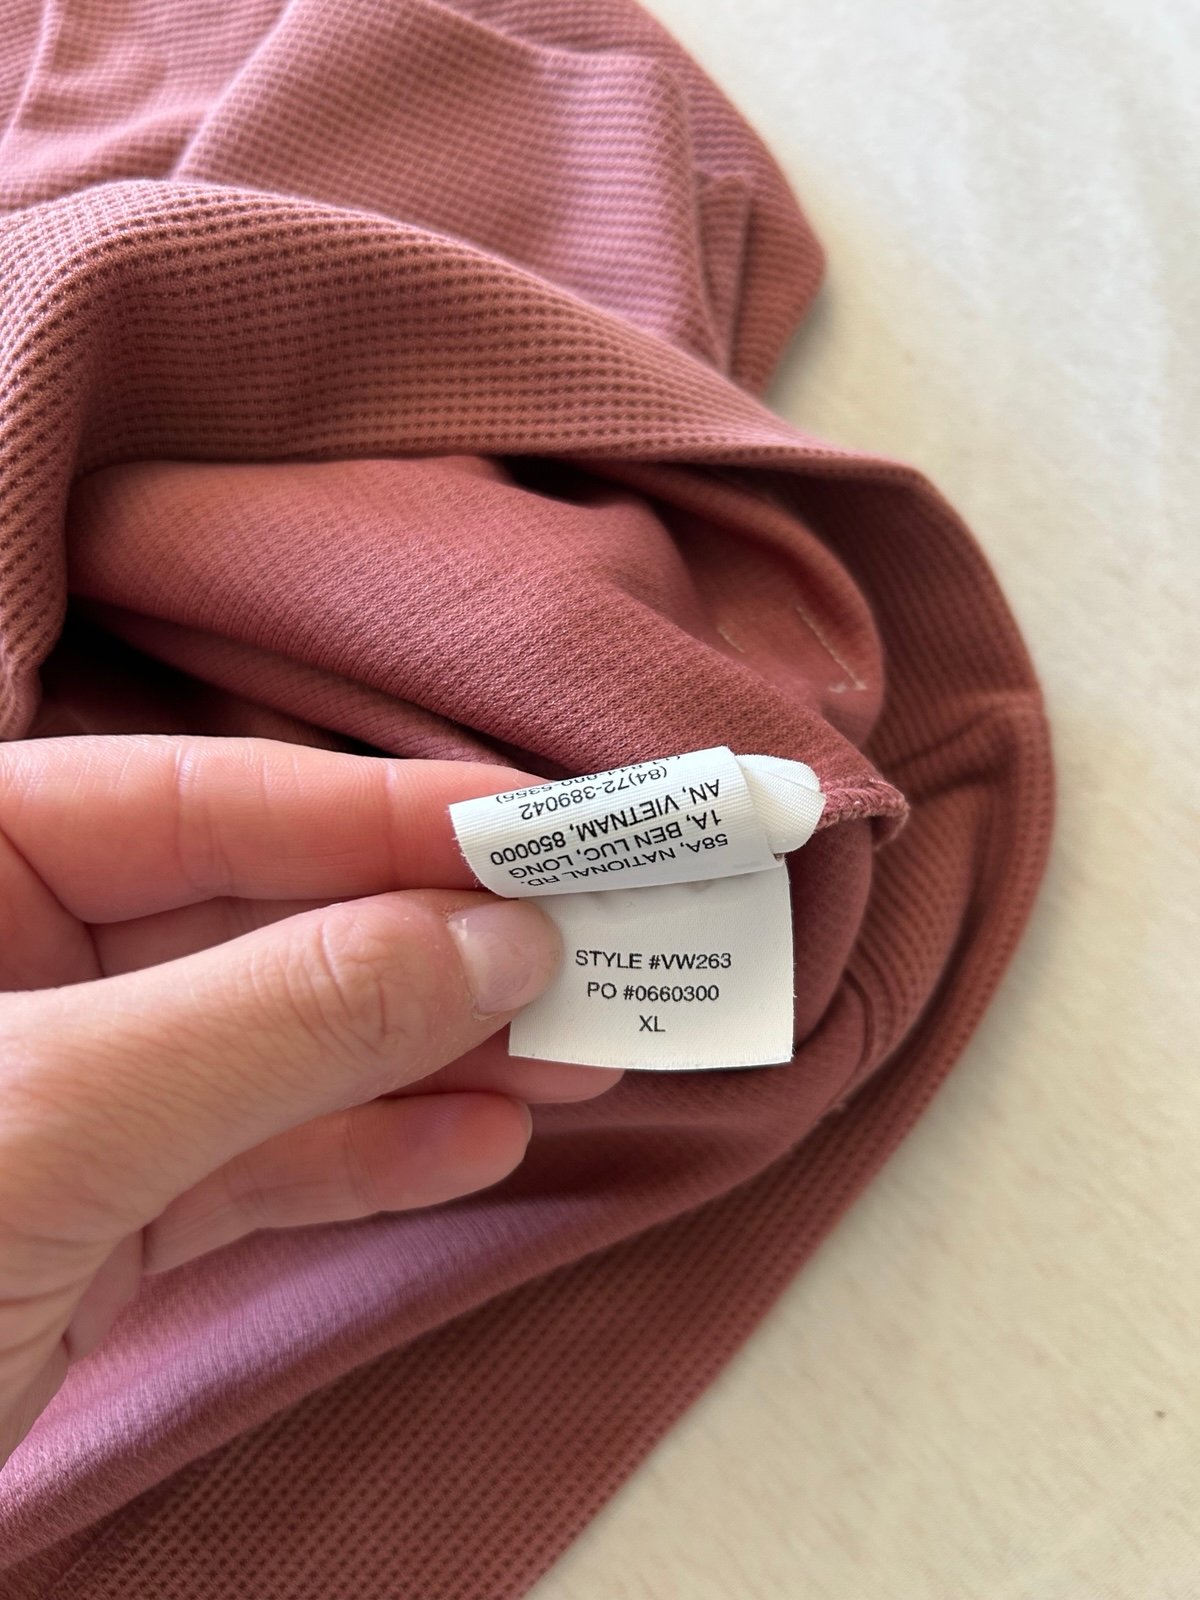 58A, NATIONAL RD.
1A, BEN LUC, LONG
AN, VIETNAM, 850000
(84)72-389042
STYLE #VW263
PO #0660300
XL